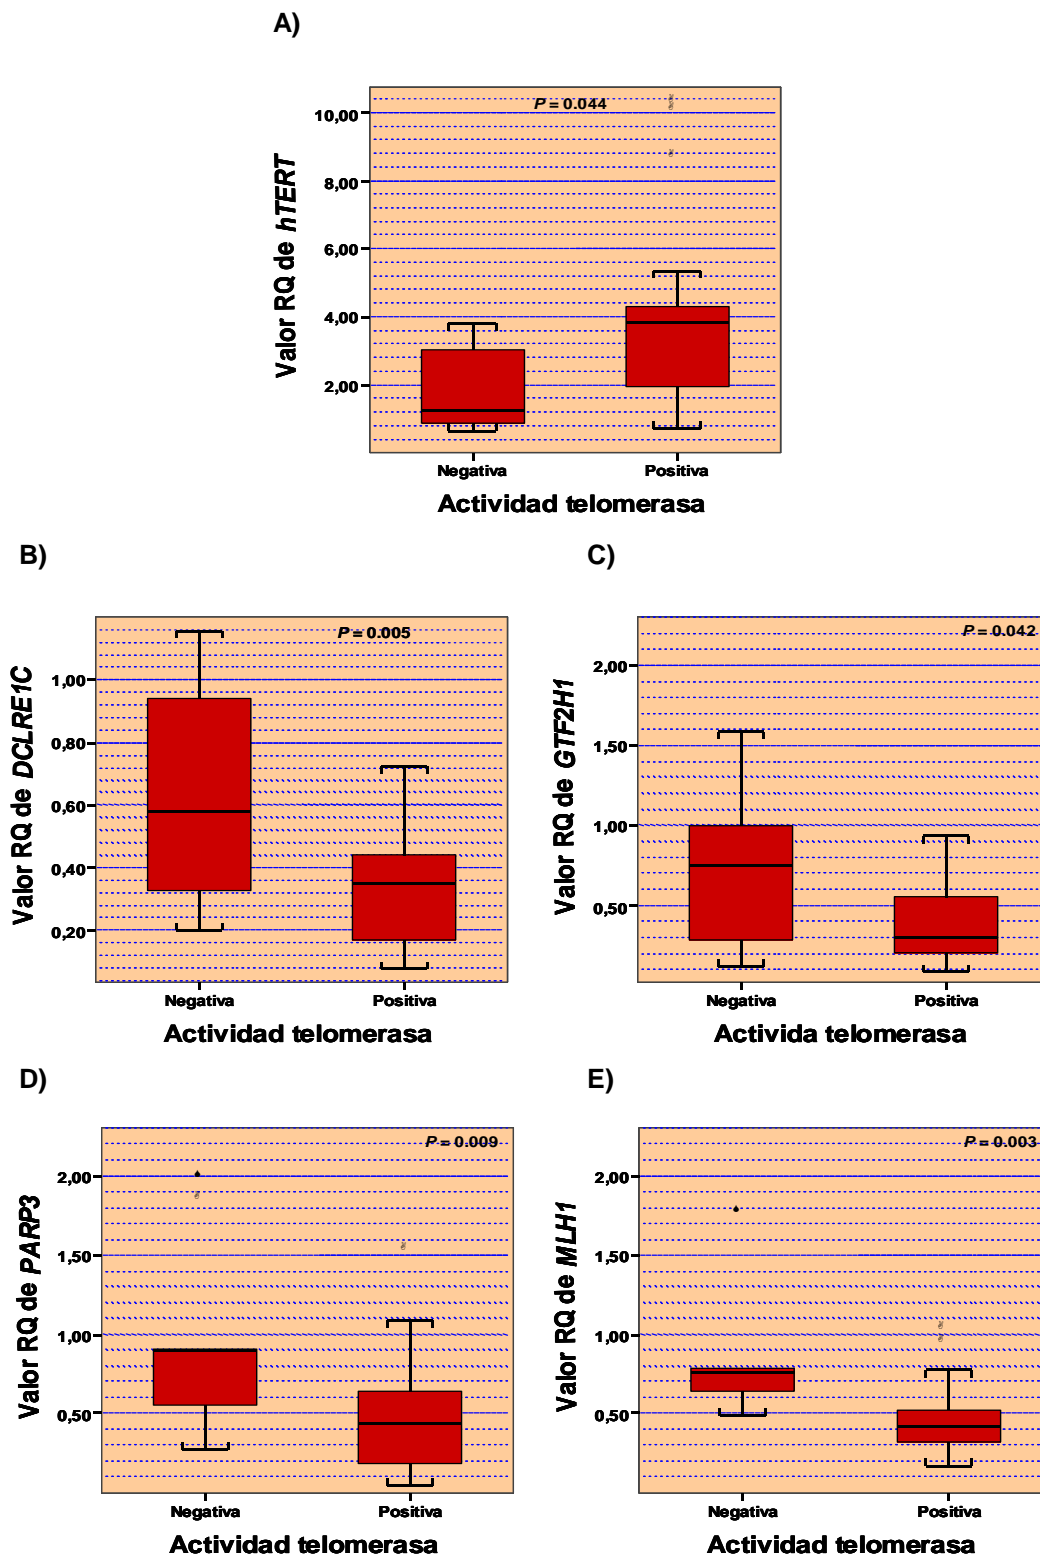 A)
P = 0.044
10,00
8,00
6,00
4,00
2,00
Valor RQ de hTERT
Negativa
Positiva
Actividad telomerasa
B)
P = 0.005
1,00
0,80
0,60
0,40
0,20
Valor RQ de DCLRE1C
Negativa
Positiva
Actividad telomerasa
C)
P = 0.042
2,00
1,50
1,00
0,50
Valor RQ de GTF2H1
Negativa
Positiva
Activida telomerasa
D)
P = 0.009
2,00
1,50
1,00
0,50
Valor RQ de PARP3
Negativa
Positiva
Actividad telomerasa
E)
P = 0.003
2,00
1,50
1,00
0,50
Valor RQ de MLH1
Negativa
Positiva
Actividad telomerasa